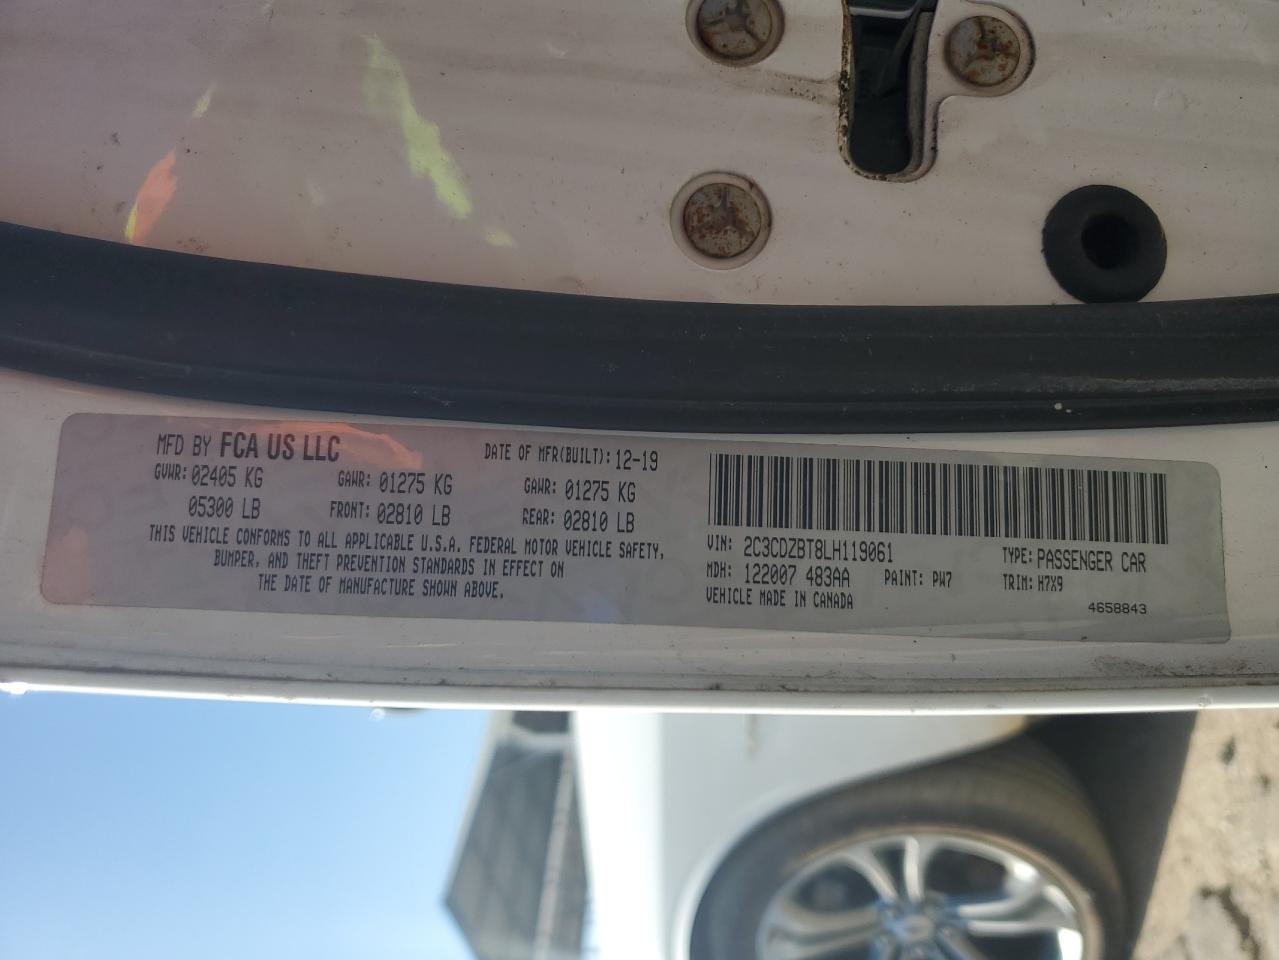 MFD BY FCA US LLC DATE OF MFR(BUILT): 12-19
GVWR: 02405 KG GAWR: 01275 KG GAWR: 01275 KG
05300 LB FRONT: 02810 LB REAR: 02810 LB
THIS VEHICLE CONFORMS TO ALL APPLICABLE U.S.A. FEDERAL MOTOR VEHICLE SAFETY,
BUMPER, AND THEFT PREVENTION STANDARDS IN EFFECT ON
THE DATE OF MANUFACTURE SHOWN ABOVE.
VIN: 2C3CDZBT8LH119061 TYPE: PASSENGER CAR
MDH: 122007 483AA PAINT: PW7 TRIM: H7X9
VEHICLE MADE IN CANADA 4658843